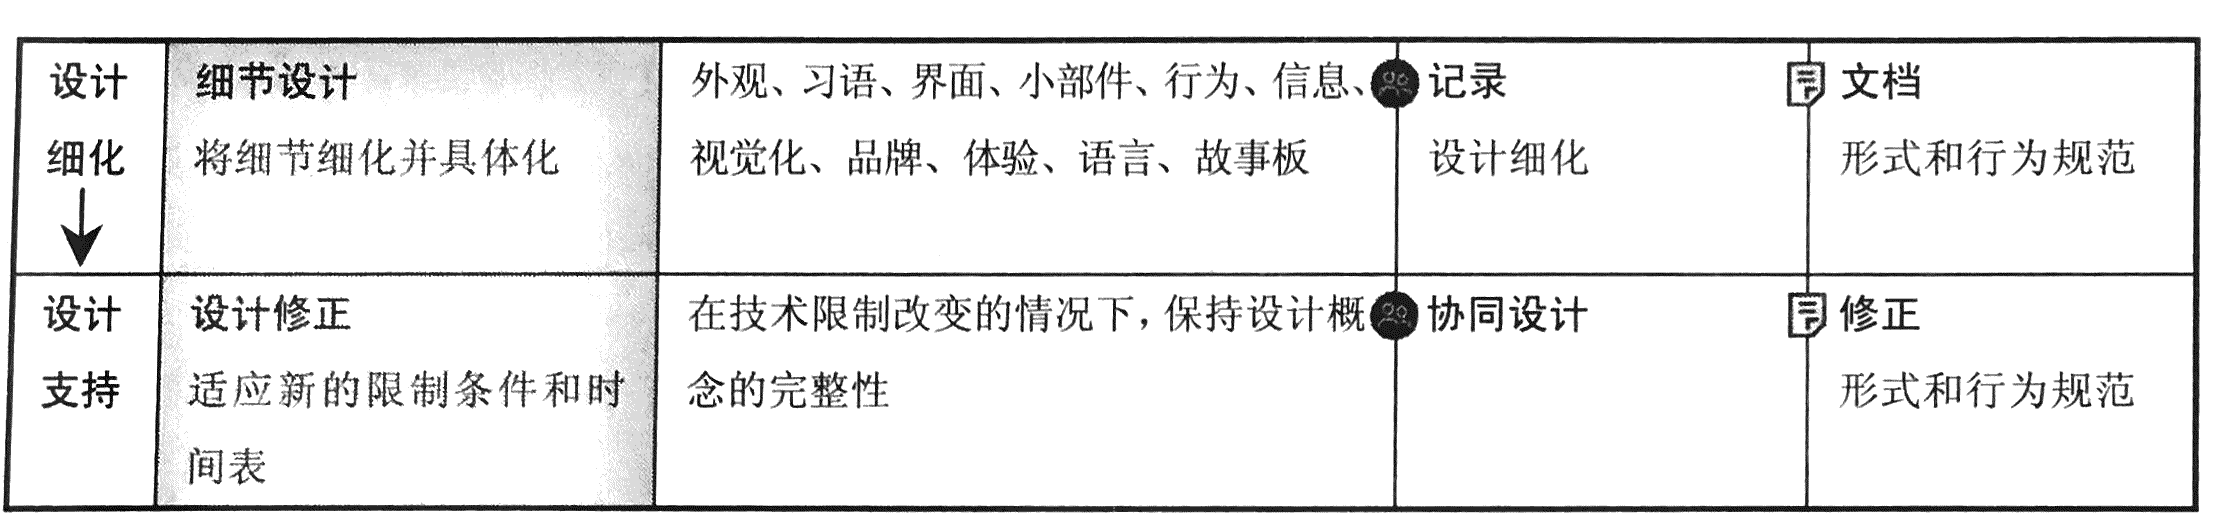 设计
细化
细节设计
将细节细化并具体化
外观、习语、界面、小部件、行为、信息、
视觉化、品牌、体验、语言、故事板
记录
设计细化
文档
形式和行为规范
设计
支持
设计修正
适应新的限制条件和时
间表
在技术限制改变的情况下，保持设计概
念的完整性
协同设计
修正
形式和行为规范